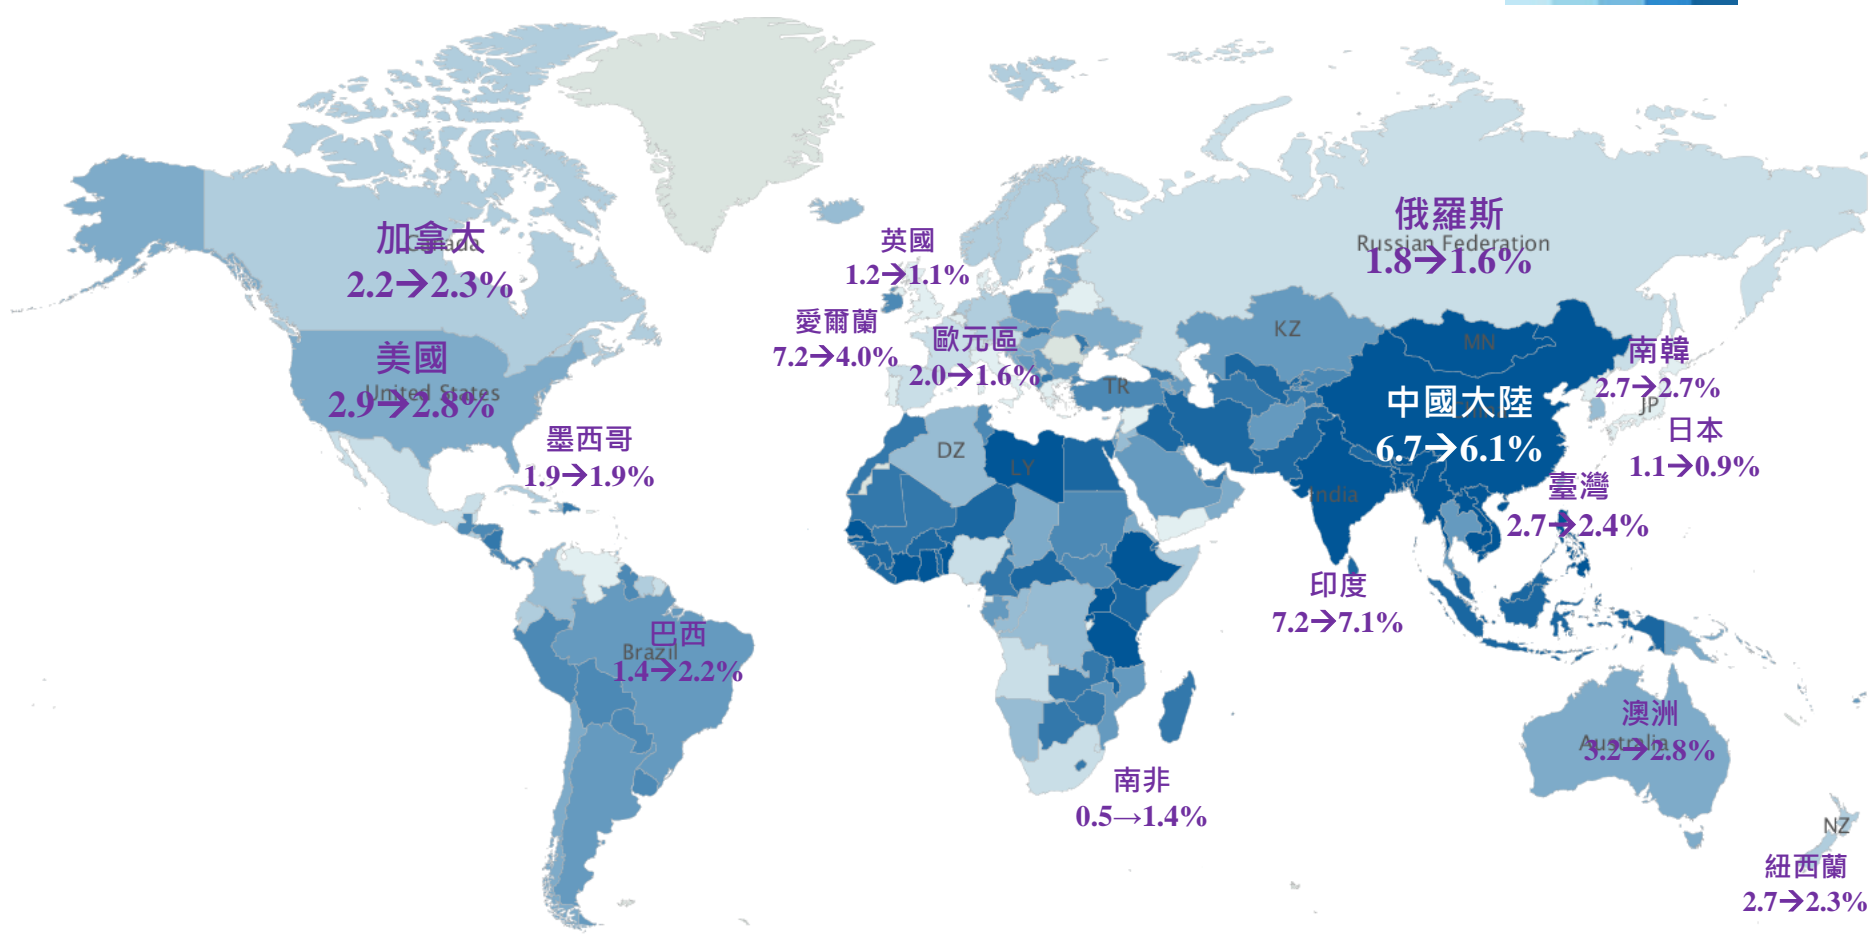 加拿大
Canada
2.2→2.3%
美國
United States
2.9→2.8%
墨西哥
1.9→1.9%
巴西
Brazil
1.4→2.2%
英國
1.2→1.1%
愛爾蘭
7.2→4.0%
歐元區
2.0→1.6%
俄羅斯
Russian Federation
1.8→1.6%
KZ
MN
TR
DZ
LY
India
中國大陸
6.7→6.1%
南韓
2.7→2.7%
JP
日本
1.1→0.9%
臺灣
2.7→2.4%
印度
7.2→7.1%
南非
0.5→1.4%
澳洲
Australia
3.2→2.8%
NZ
紐西蘭
2.7→2.3%